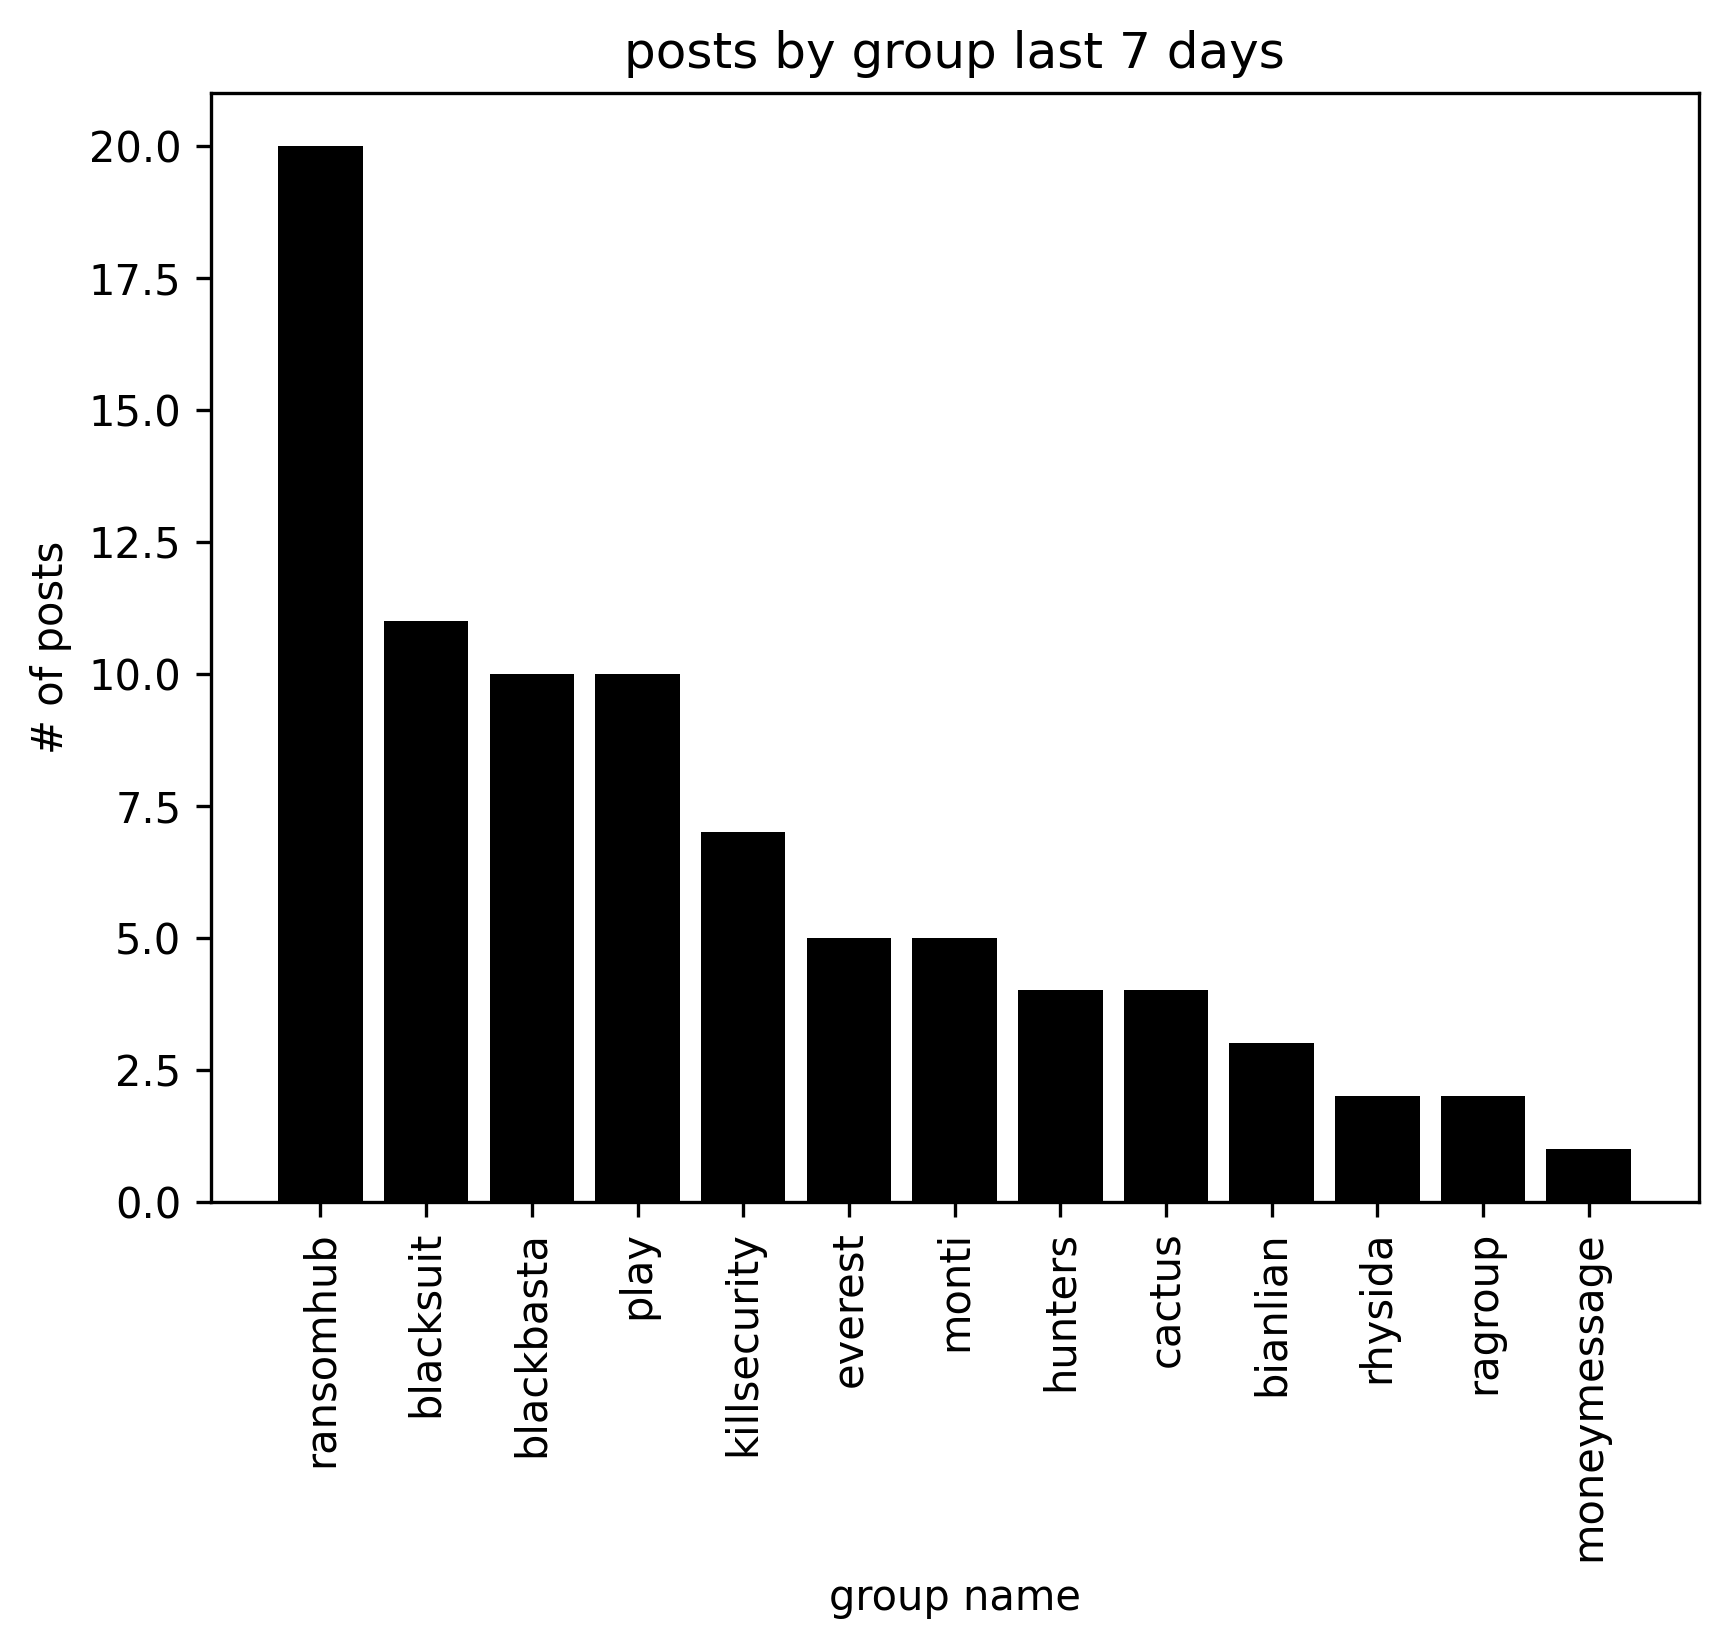 posts by group last 7 days
20.0
17.5
15.0
12.5
10.0
7.5
5.0
2.5
0.0
# of posts
ransomhub
blacksuit
blackbasta
play
killsecurity
everest
monti
hunters
cactus
bianlian
rhysida
ragroup
moneymessage
group name